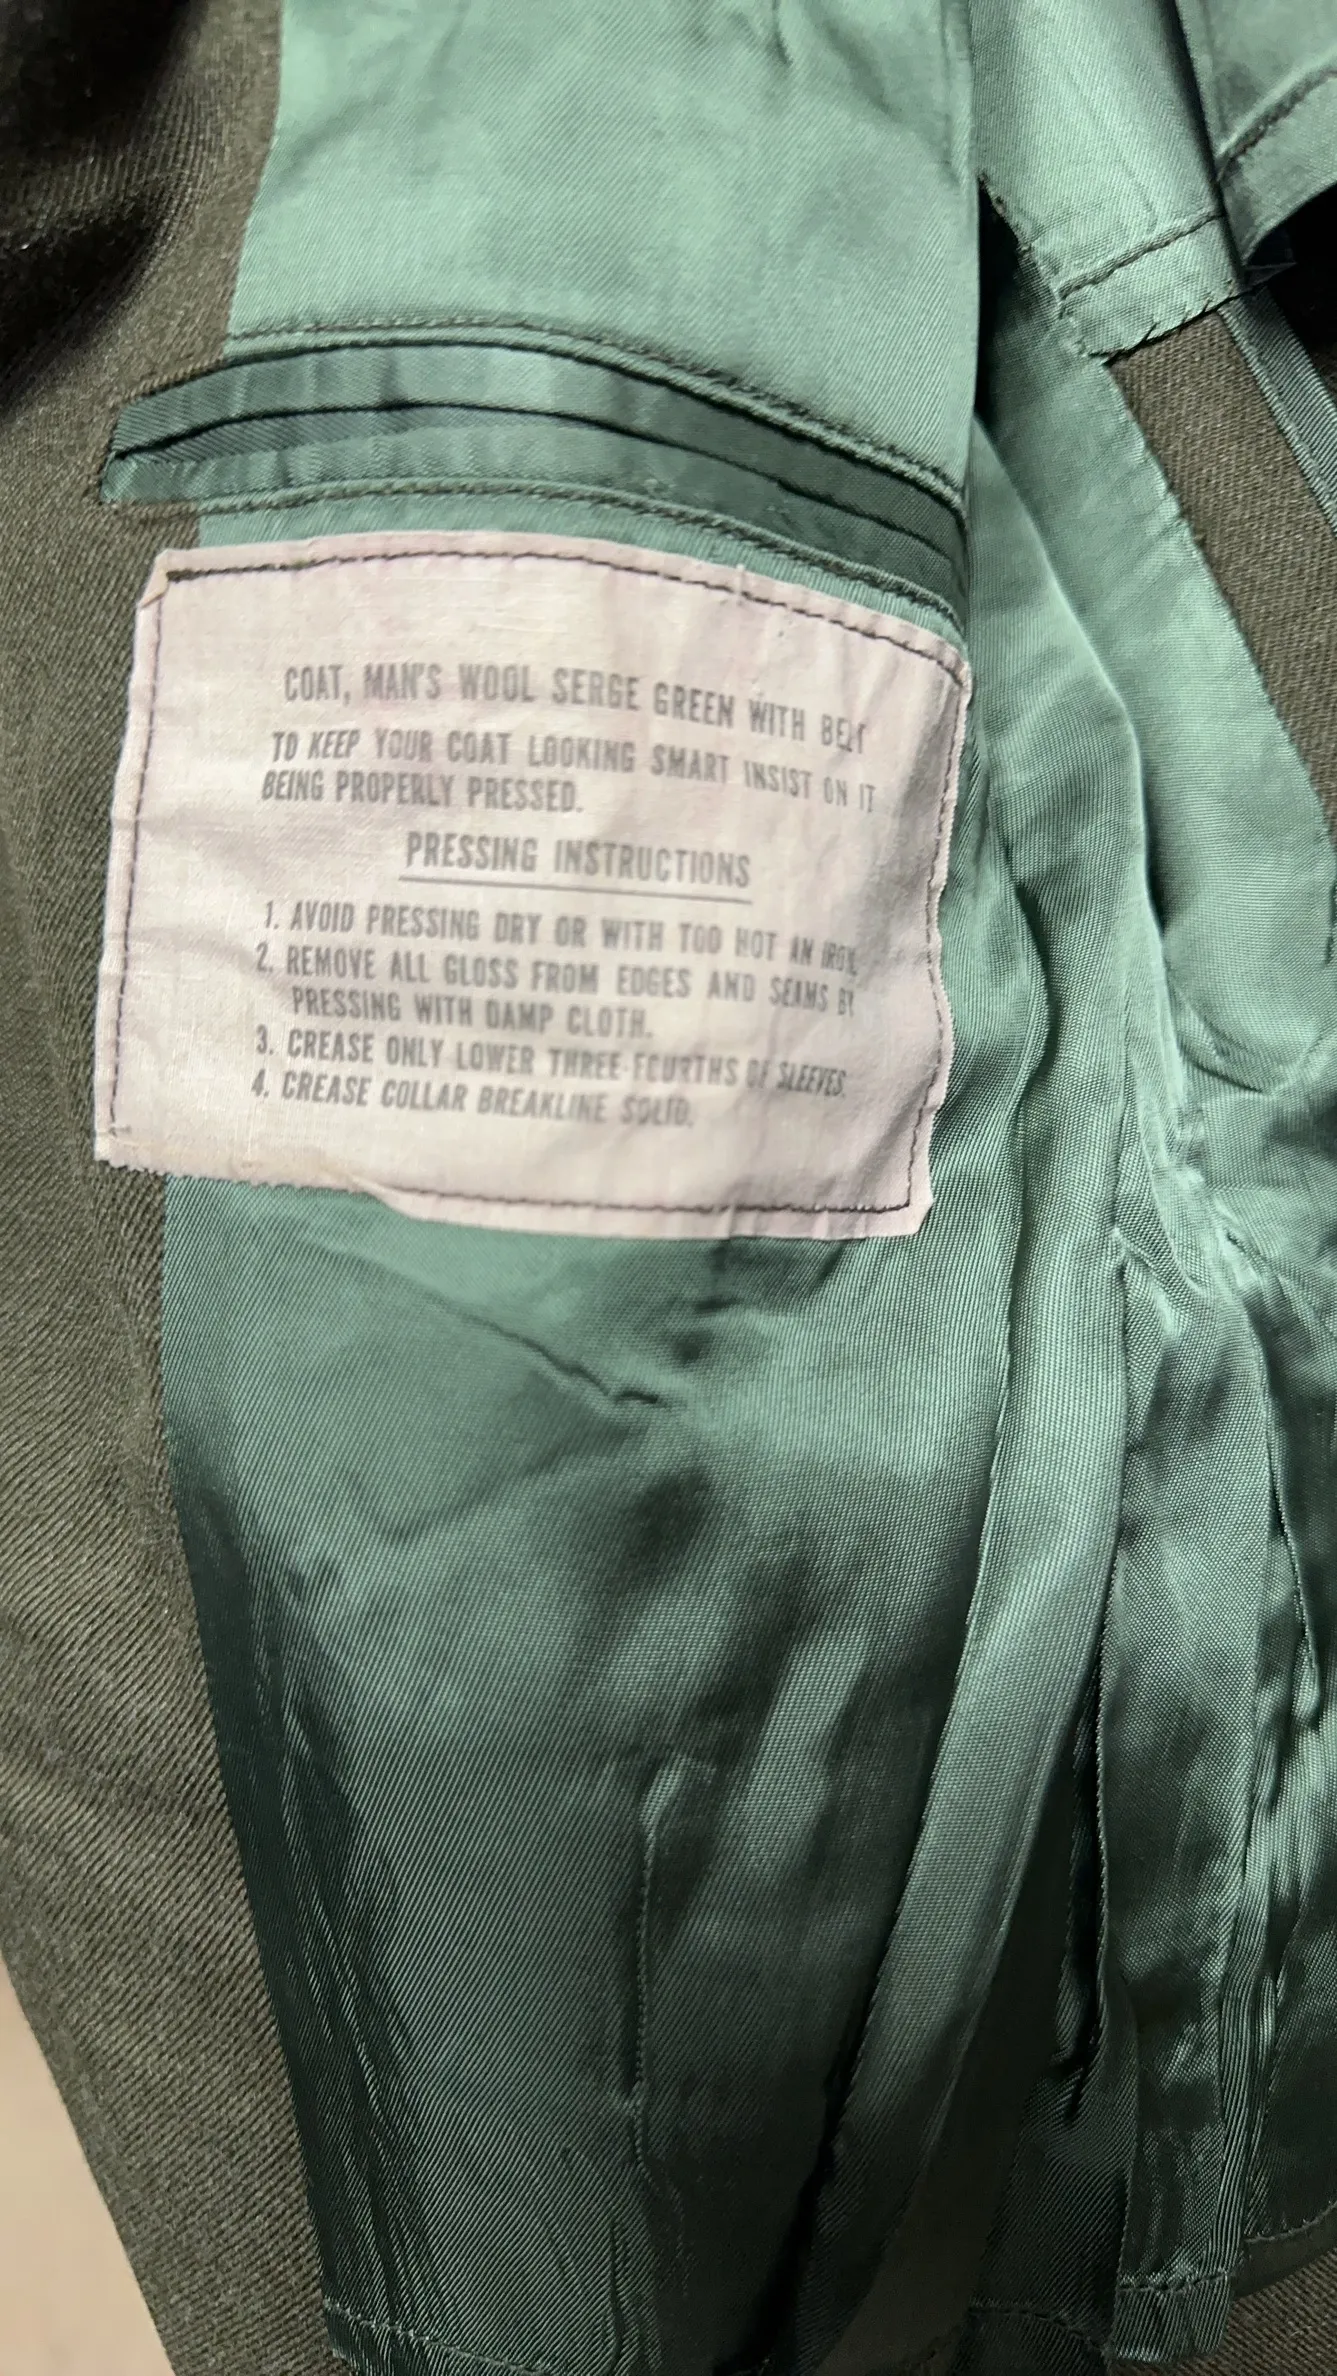 COAT, MAN'S WOOL SERGE GREEN WITH BELT
TO KEEP YOUR COAT LOOKING SMART INSIST ON IT
BEING PROPERLY PRESSED.
PRESSING INSTRUCTIONS
1. AVOID PRESSING DRY OR WITH TOO HOT AN IRON.
2. REMOVE ALL GLOSS FROM EDGES AND SEAMS BY
PRESSING WITH DAMP CLOTH.
3. CREASE ONLY LOWER THREE-FOURTHS OF SLEEVES.
4. CREASE COLLAR BREAKLINE SOLID.